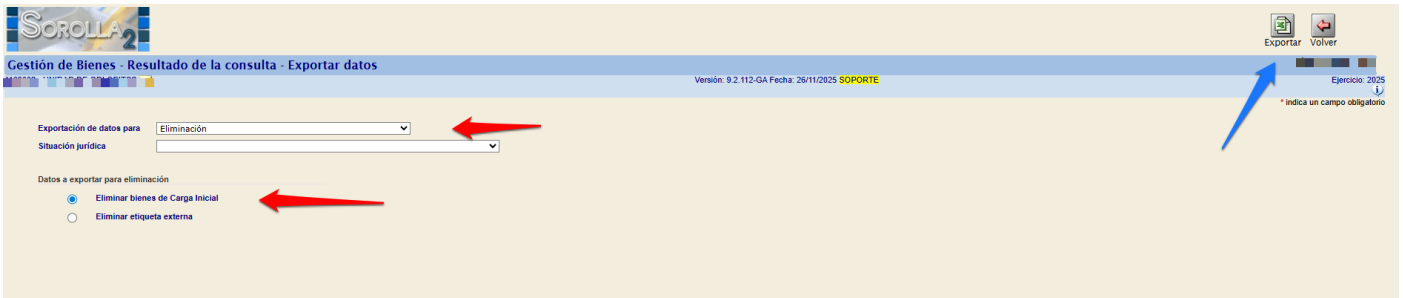 SOROLLA2
Exportar Volver
Gestión de Bienes - Resultado de la consulta - Exportar datos
Versión: 9.2.112-GA Fecha: 26/11/2025 SOPORTE
Ejercicio: 2025
* indica un campo obligatorio
Exportación de datos para Eliminación
Situación jurídica
Datos a exportar para eliminación
Eliminar bienes de Carga Inicial
Eliminar etiqueta externa